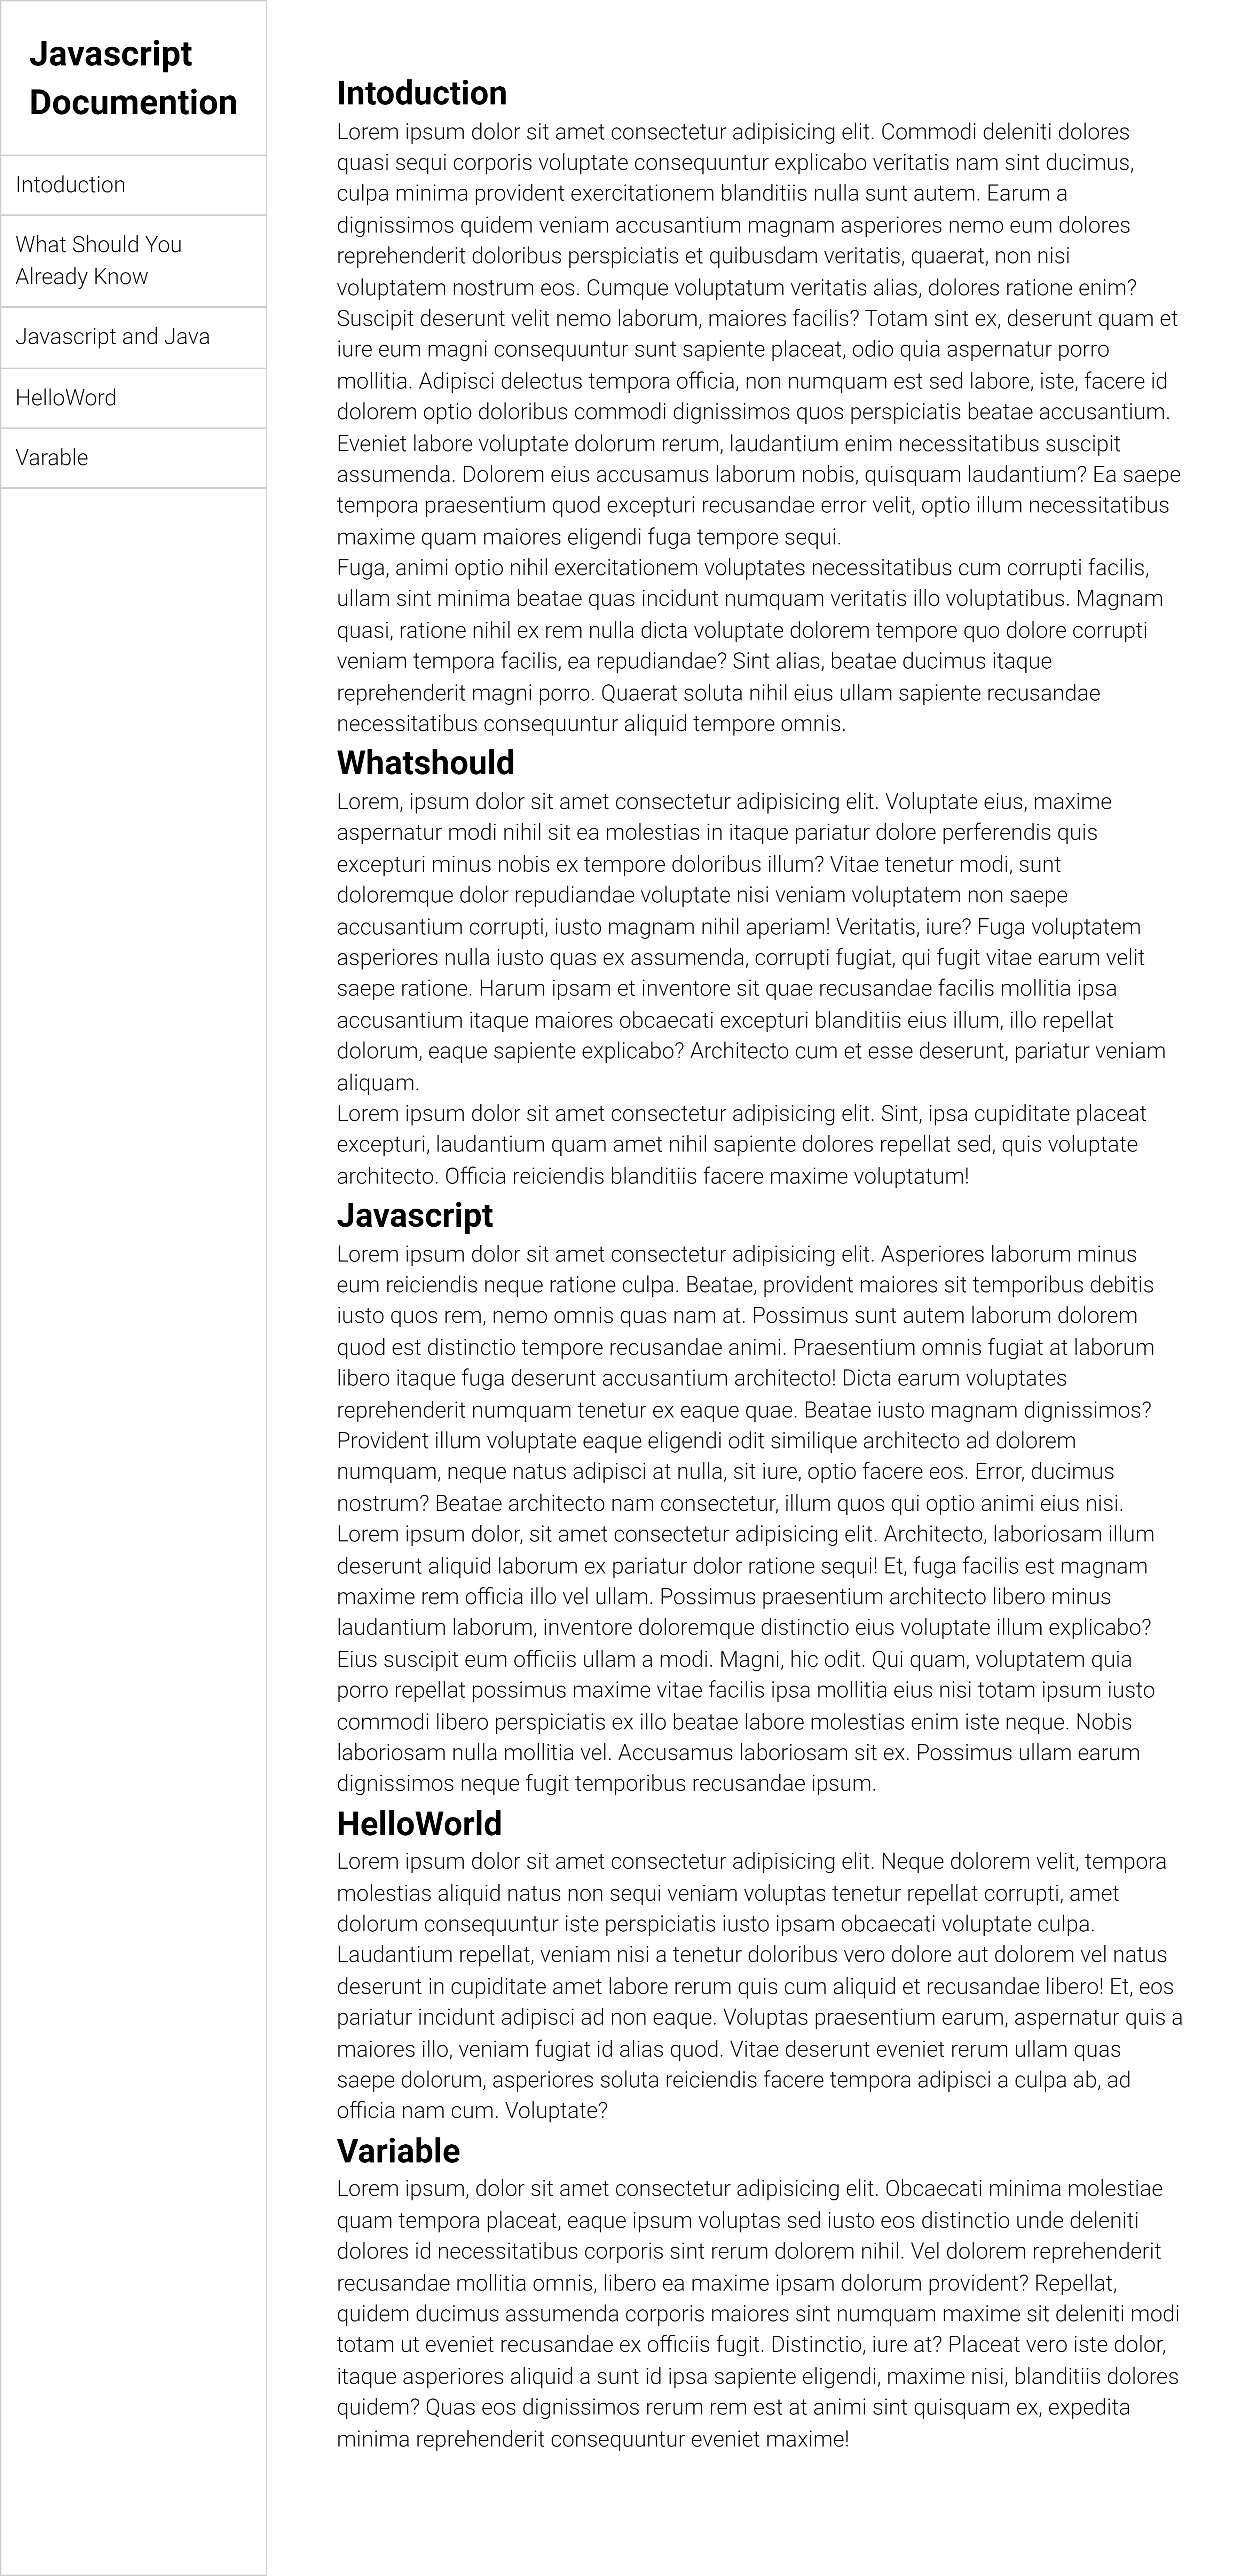 Javascript
Documention
Intoduction
What Should You
Already Know
Javascript and Java
HelloWord
Varable
Intoduction
Lorem ipsum dolor sit amet consectetur adipisicing elit. Commodi deleniti dolores
quasi sequi corporis voluptate consequuntur explicabo veritatis nam sint ducimus,
culpa minima provident exercitationem blanditiis nulla sunt autem. Earum a
dignissimos quidem veniam accusantium magnam asperiores nemo eum dolores
reprehenderit doloribus perspiciatis et quibusdam veritatis, quaerat, non nisi
voluptatem nostrum eos. Cumque voluptatum veritatis alias, dolores ratione enim?
Suscipit deserunt velit nemo laborum, maiores facilis? Totam sint ex, deserunt quam et
iure eum magni consequuntur sunt sapiente placeat, odio quia aspernatur porro
mollitia. Adipisci delectus tempora officia, non numquam est sed labore, iste, facere id
dolorem optio doloribus commodi dignissimos quos perspiciatis beatae accusantium.
Eveniet labore voluptate dolorum rerum, laudantium enim necessitatibus suscipit
assumenda. Dolorem eius accusamus laborum nobis, quisquam laudantium? Ea saepe
tempora praesentium quod excepturi recusandae error velit, optio illum necessitatibus
maxime quam maiores eligendi fuga tempore sequi.
Fuga, animi optio nihil exercitationem voluptates necessitatibus cum corrupti facilis,
ullam sint minima beatae quas incidunt numquam veritatis illo voluptatibus. Magnam
quasi, ratione nihil ex rem nulla dicta voluptate dolorem tempore quo dolore corrupti
veniam tempora facilis, ea repudiandae? Sint alias, beatae ducimus itaque
reprehenderit magni porro. Quaerat soluta nihil eius ullam sapiente recusandae
necessitatibus consequuntur aliquid tempore omnis.
Whatshould
Lorem, ipsum dolor sit amet consectetur adipisicing elit. Voluptate eius, maxime
aspernatur modi nihil sit ea molestias in itaque pariatur dolore perferendis quis
excepturi minus nobis ex tempore doloribus illum? Vitae tenetur modi, sunt
doloremque dolor repudiandae voluptate nisi veniam voluptatem non saepe
accusantium corrupti, iusto magnam nihil aperiam! Veritatis, iure? Fuga voluptatem
asperiores nulla iusto quas ex assumenda, corrupti fugiat, qui fugit vitae earum velit
saepe ratione. Harum ipsam et inventore sit quae recusandae facilis mollitia ipsa
accusantium itaque maiores obcaecati excepturi blanditiis eius illum, illo repellat
dolorum, eaque sapiente explicabo? Architecto cum et esse deserunt, pariatur veniam
aliquam.
Lorem ipsum dolor sit amet consectetur adipisicing elit. Sint, ipsa cupiditate placeat
excepturi, laudantium quam amet nihil sapiente dolores repellat sed, quis voluptate
architecto. Officia reiciendis blanditiis facere maxime voluptatum!
Javascript
Lorem ipsum dolor sit amet consectetur adipisicing elit. Asperiores laborum minus
eum reiciendis neque ratione culpa. Beatae, provident maiores sit temporibus debitis
iusto quos rem, nemo omnis quas nam at. Possimus sunt autem laborum dolorem
quod est distinctio tempore recusandae animi. Praesentium omnis fugiat at laborum
libero itaque fuga deserunt accusantium architecto! Dicta earum voluptates
reprehenderit numquam tenetur ex eaque quae. Beatae iusto magnam dignissimos?
Provident illum voluptate eaque eligendi odit similique architecto ad dolorem
numquam, neque natus adipisci at nulla, sit iure, optio facere eos. Error, ducimus
nostrum? Beatae architecto nam consectetur, illum quos qui optio animi eius nisi.
Lorem ipsum dolor, sit amet consectetur adipisicing elit. Architecto, laboriosam illum
deserunt aliquid laborum ex pariatur dolor ratione sequi! Et, fuga facilis est magnam
maxime rem officia illo vel ullam. Possimus praesentium architecto libero minus
laudantium laborum, inventore doloremque distinctio eius voluptate illum explicabo?
Eius suscipit eum officiis ullam a modi. Magni, hic odit. Qui quam, voluptatem quia
porro repellat possimus maxime vitae facilis ipsa mollitia eius nisi totam ipsum iusto
commodi libero perspiciatis ex illo beatae labore molestias enim iste neque. Nobis
laboriosam nulla mollitia vel. Accusamus laboriosam sit ex. Possimus ullam earum
dignissimos neque fugit temporibus recusandae ipsum.
HelloWorld
Lorem ipsum dolor sit amet consectetur adipisicing elit. Neque dolorem velit, tempora
molestias aliquid natus non sequi veniam voluptas tenetur repellat corrupti, amet
dolorum consequuntur iste perspiciatis iusto ipsam obcaecati voluptate culpa.
Laudantium repellat, veniam nisi a tenetur doloribus vero dolore aut dolorem vel natus
deserunt in cupiditate amet labore rerum quis cum aliquid et recusandae libero! Et, eos
pariatur incidunt adipisci ad non eaque. Voluptas praesentium earum, aspernatur quis a
maiores illo, veniam fugiat id alias quod. Vitae deserunt eveniet rerum ullam quas
saepe dolorum, asperiores soluta reiciendis facere tempora adipisci a culpa ab, ad
officia nam cum. Voluptate?
Variable
Lorem ipsum, dolor sit amet consectetur adipisicing elit. Obcaecati minima molestiae
quam tempora placeat, eaque ipsum voluptas sed iusto eos distinctio unde deleniti
dolores id necessitatibus corporis sint rerum dolorem nihil. Vel dolorem reprehenderit
recusandae mollitia omnis, libero ea maxime ipsam dolorum provident? Repellat,
quidem ducimus assumenda corporis maiores sint numquam maxime sit deleniti modi
totam ut eveniet recusandae ex officiis fugit. Distinctio, iure at? Placeat vero iste dolor,
itaque asperiores aliquid a sunt id ipsa sapiente eligendi, maxime nisi, blanditiis dolores
quidem? Quas eos dignissimos rerum rem est at animi sint quisquam ex, expedita
minima reprehenderit consequuntur eveniet maxime!